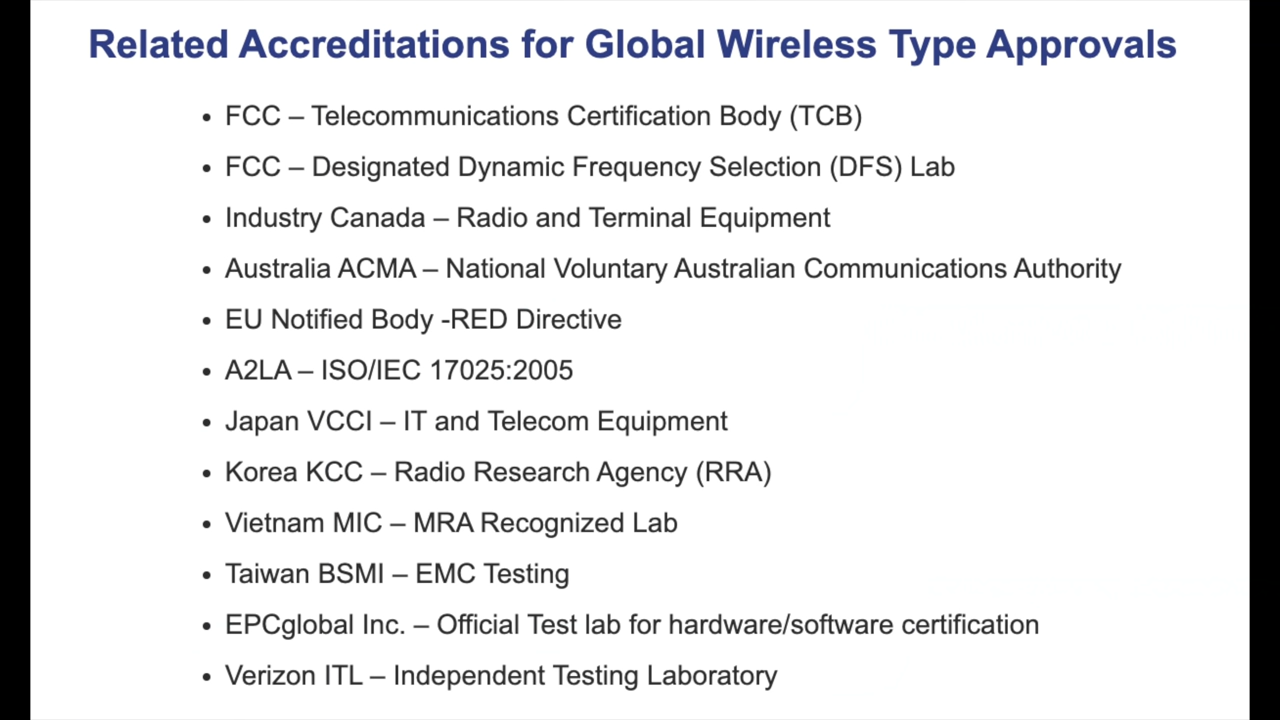 Related Accreditations for Global Wireless Type Approvals
• FCC – Telecommunications Certification Body (TCB)
• FCC – Designated Dynamic Frequency Selection (DFS) Lab
• Industry Canada – Radio and Terminal Equipment
• Australia ACMA – National Voluntary Australian Communications Authority
• EU Notified Body -RED Directive
• A2LA – ISO/IEC 17025:2005
• Japan VCCI – IT and Telecom Equipment
• Korea KCC – Radio Research Agency (RRA)
• Vietnam MIC – MRA Recognized Lab
• Taiwan BSMI – EMC Testing
• EPCglobal Inc. – Official Test lab for hardware/software certification
• Verizon ITL – Independent Testing Laboratory